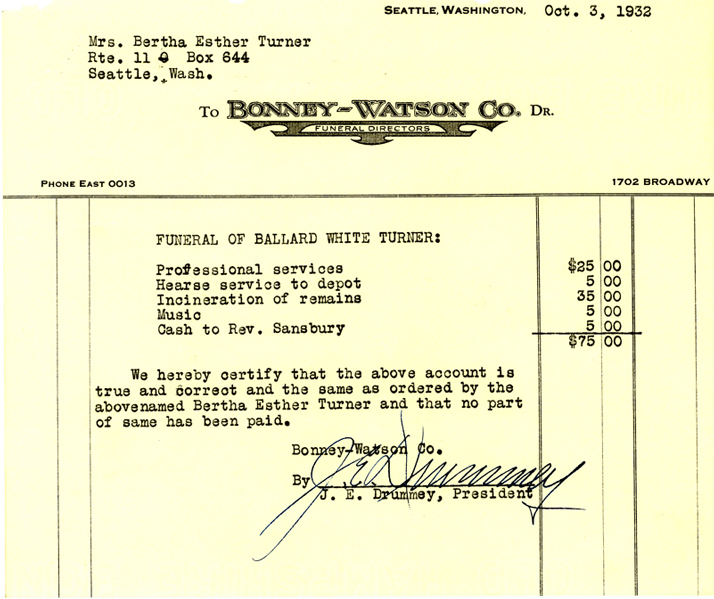 SEATTLE, WASHINGTON, Oct. 3, 1932
Mrs. Bertha Esther Turner
Rte. 11 Box 644
Seattle, Wash.
To BONNEY-WATSON CO. DR.
FUNERAL DIRECTORS
PHONE EAST 0013 1702 BROADWAY
FUNERAL OF BALLARD WHITE TURNER:
Professional services $25 00
Hearse service to depot 5 00
Incineration of remains 35 00
Music 5 00
Cash to Rev. Sansbury 5 00
$75 00
We hereby certify that the above account is
true and correct and the same as ordered by the
abovenamed Bertha Esther Turner and that no part
of same has been paid.
Bonney-Watson Co.
By J. E. Drummey
J. E. Drummey, President